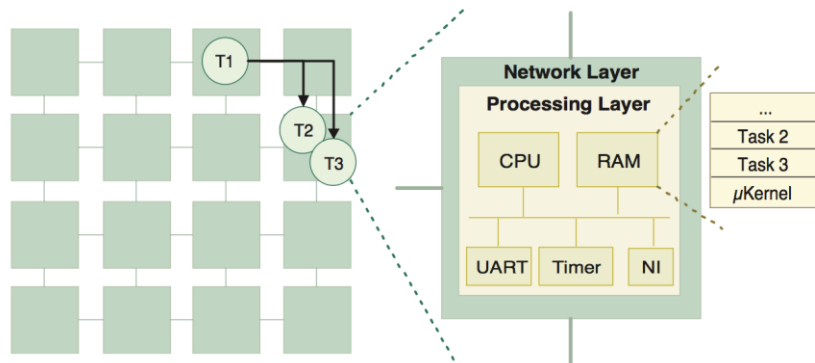 T1
T2
T3
Network Layer
Processing Layer
CPU
RAM
UART
Timer
NI
...
Task 2
Task 3
µKernel